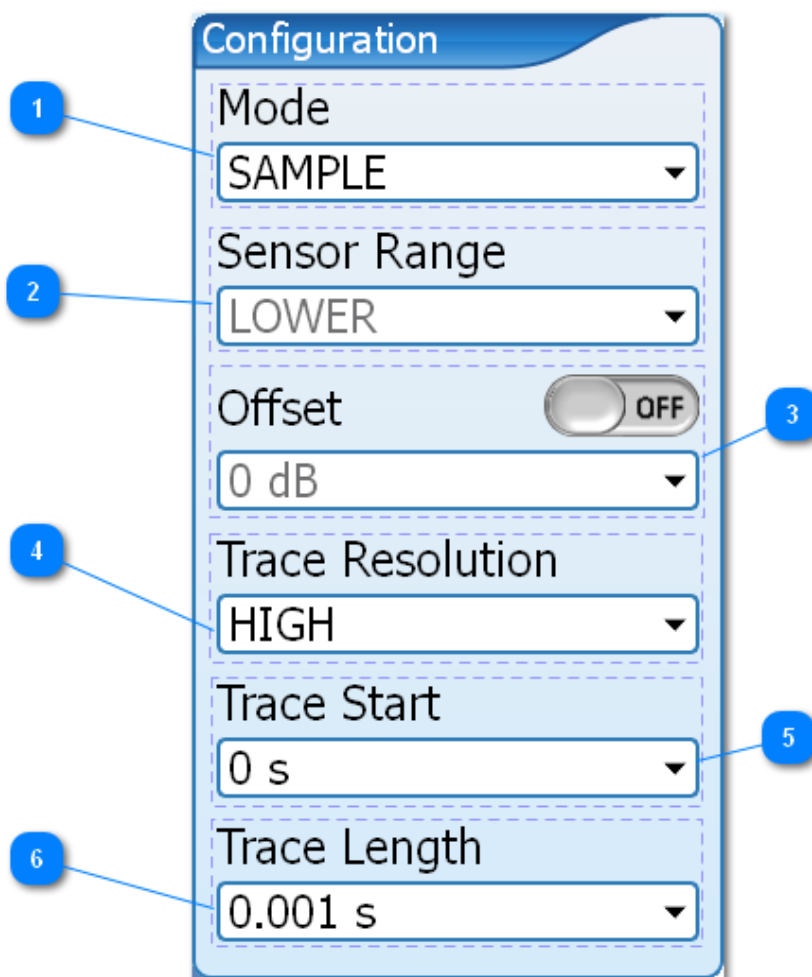 Configuration
1
Mode
SAMPLE
2
Sensor Range
LOWER
Offset
OFF
3
0 dB
4
Trace Resolution
HIGH
Trace Start
5
0 s
6
Trace Length
0.001 s